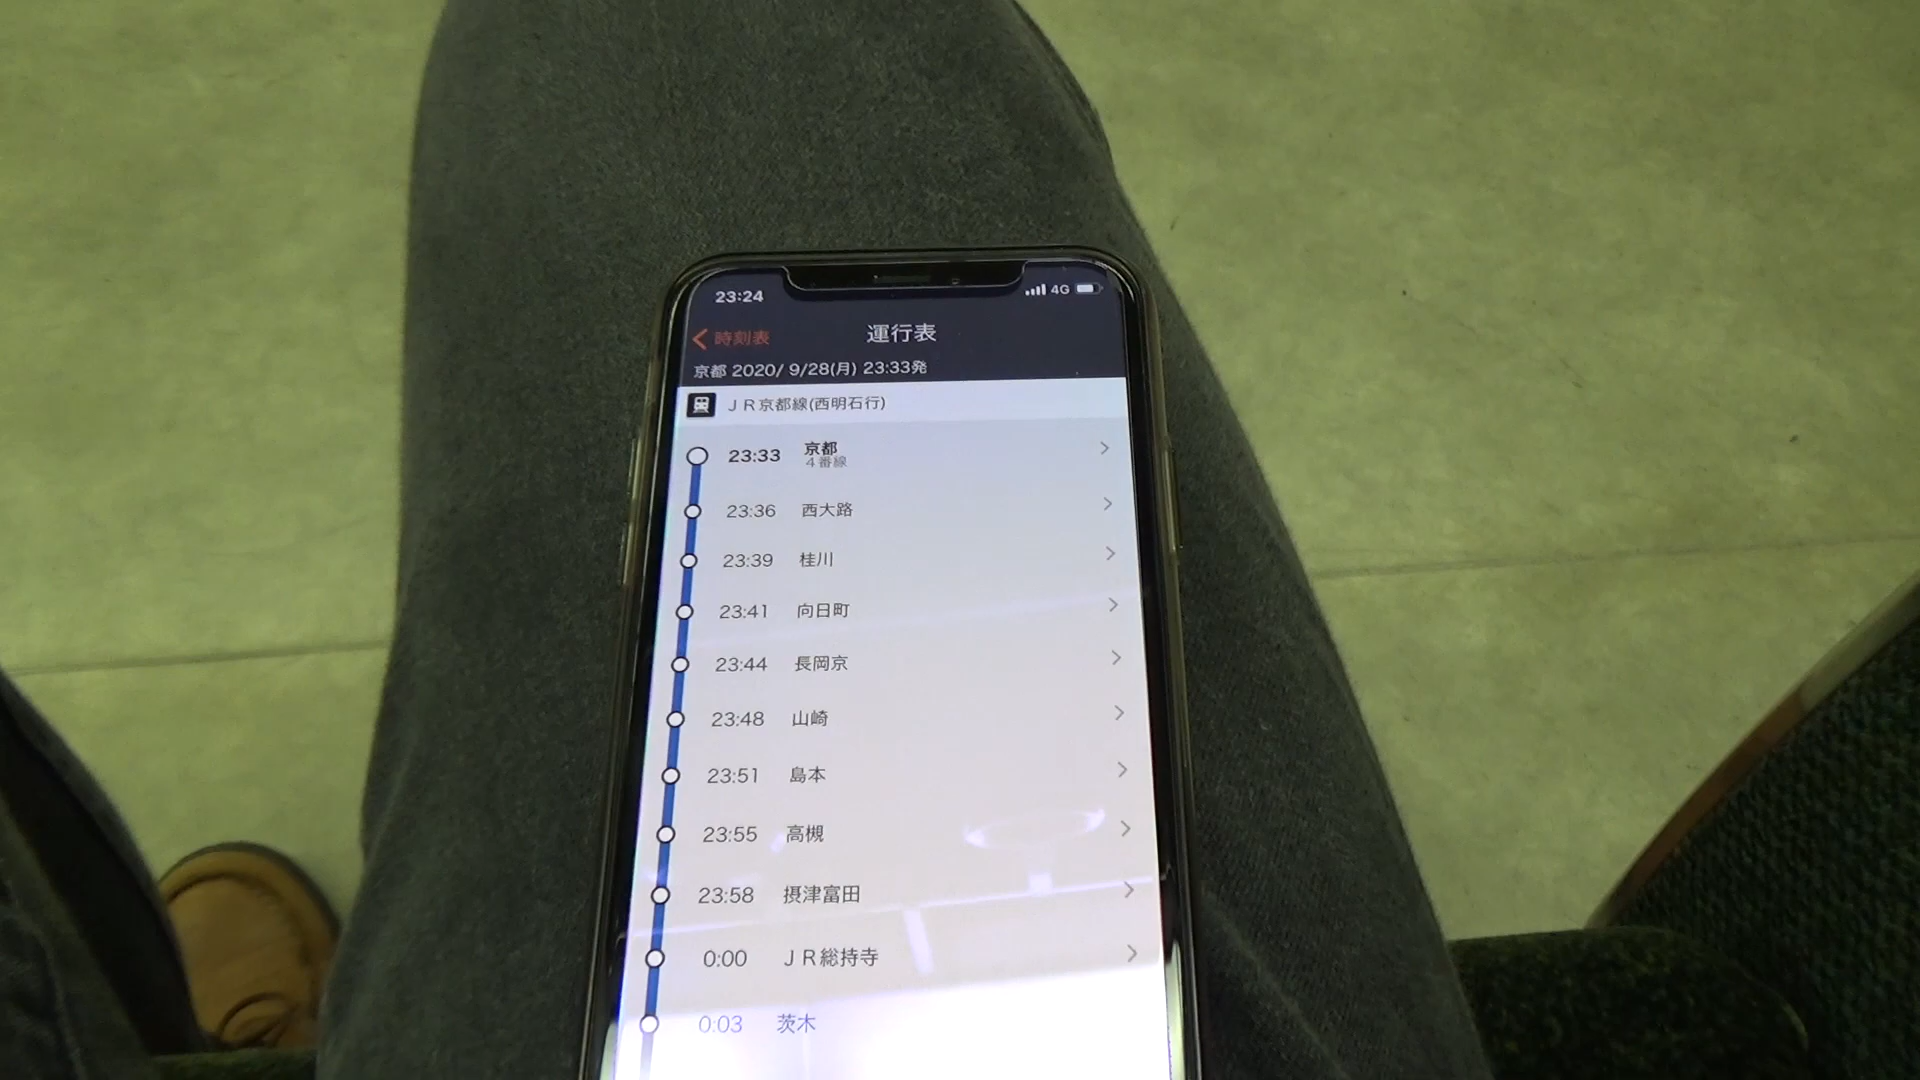 23:24
4G
時刻表
運行表
京都 2020/ 9/28(月) 23:33発
ＪＲ京都線(西明石行)
23:33 京都
４番線
23:36 西大路
23:39 桂川
23:41 向日町
23:44 長岡京
23:48 山崎
23:51 島本
23:55 高槻
23:58 摂津富田
0:00 ＪＲ総持寺
0:03 茨木